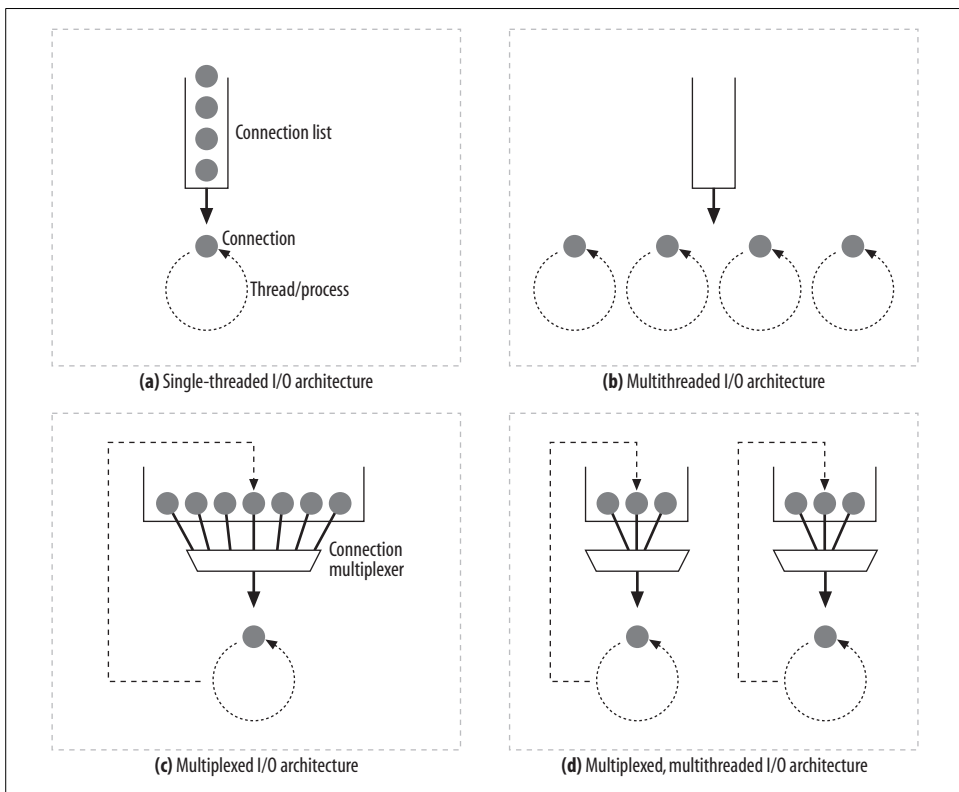 Connection list
Connection
Thread/process
(a) Single-threaded I/O architecture
(b) Multithreaded I/O architecture
Connection
multiplexer
(c) Multiplexed I/O architecture
(d) Multiplexed, multithreaded I/O architecture